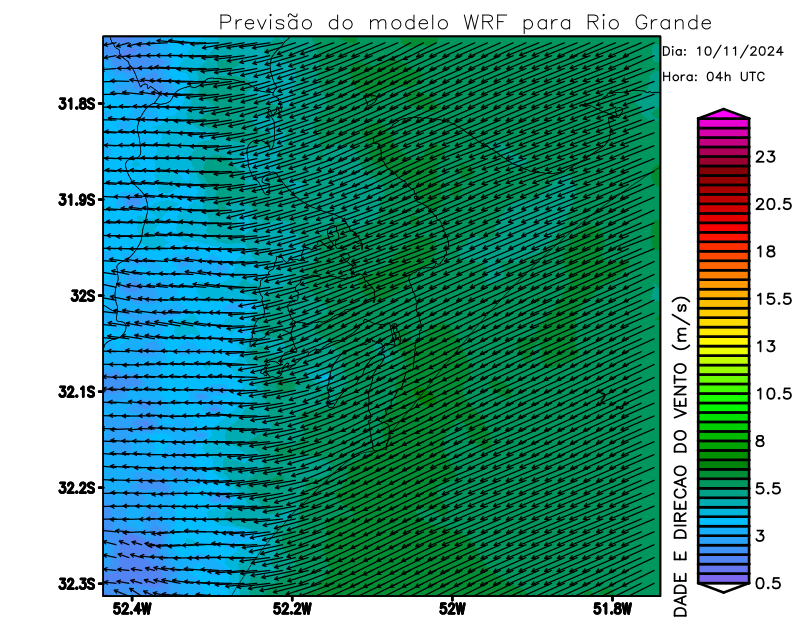 Previsão do modelo WRF para Rio Grande
Dia: 10/11/2024
Hora: 04h UTC
31.8S
31.9S
32S
32.1S
32.2S
32.3S
52.4W
52.2W
52W
51.8W
23
20.5
18
15.5
13
10.5
8
5.5
3
0.5
DADE E DIRECAO DO VENTO (m/s)